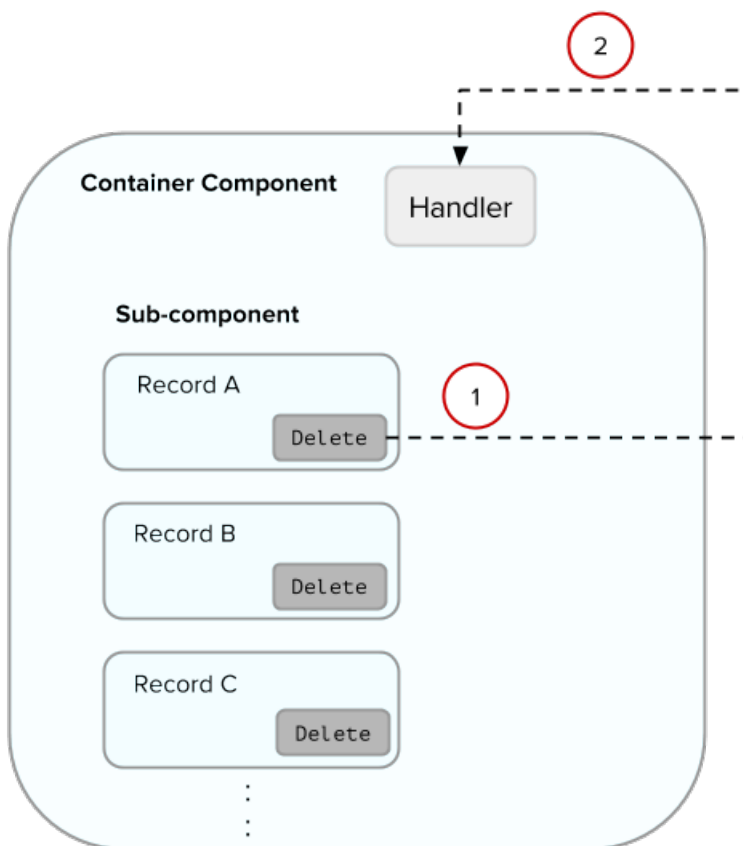 2
Container Component
Handler
Sub-component
Record A
1
Delete
Record B
Delete
Record C
Delete